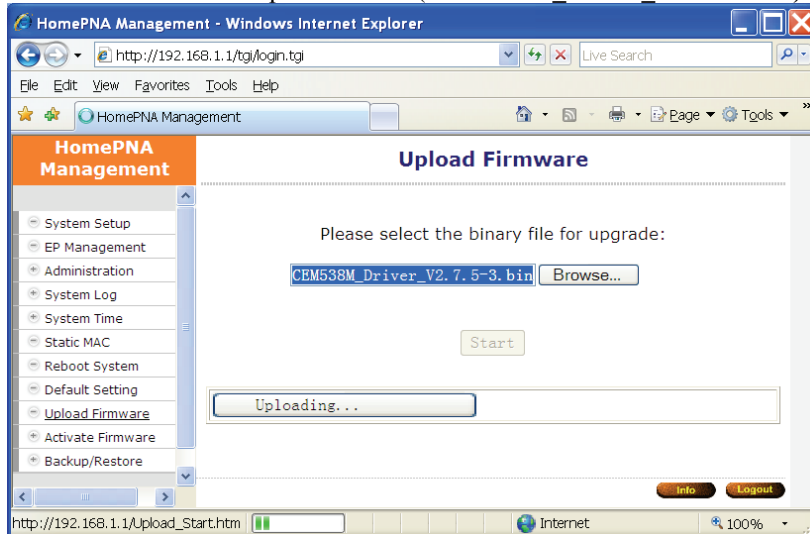 HomePNA Management - Windows Internet Explorer
http://192.168.1.1/tgi/login.tgi
Live Search
File Edit View Favorites Tools Help
HomePNA Management
Page Tools
HomePNA
Management
Upload Firmware
System Setup
EP Management
Administration
System Log
System Time
Static MAC
Reboot System
Default Setting
Upload Firmware
Activate Firmware
Backup/Restore
Please select the binary file for upgrade:
CEM538M_Driver_V2.7.5-3.bin Browse...
Start
Uploading...
Info Logout
http://192.168.1.1/Upload_Start.htm Internet 100%